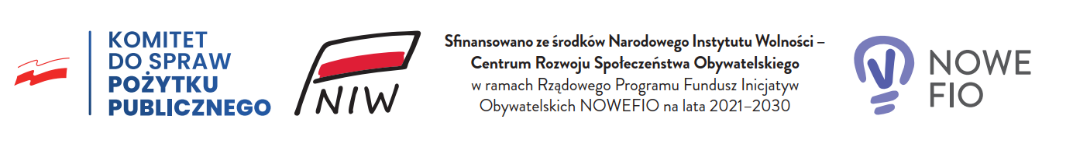 KOMITET
DO SPRAW
POŻYTKU
PUBLICZNEGO
NIW
Sfinansowano ze środków Narodowego Instytutu Wolności –
Centrum Rozwoju Społeczeństwa Obywatelskiego
w ramach Rządowego Programu Fundusz Inicjatyw
Obywatelskich NOWEFIO na lata 2021–2030
NOWE
FIO